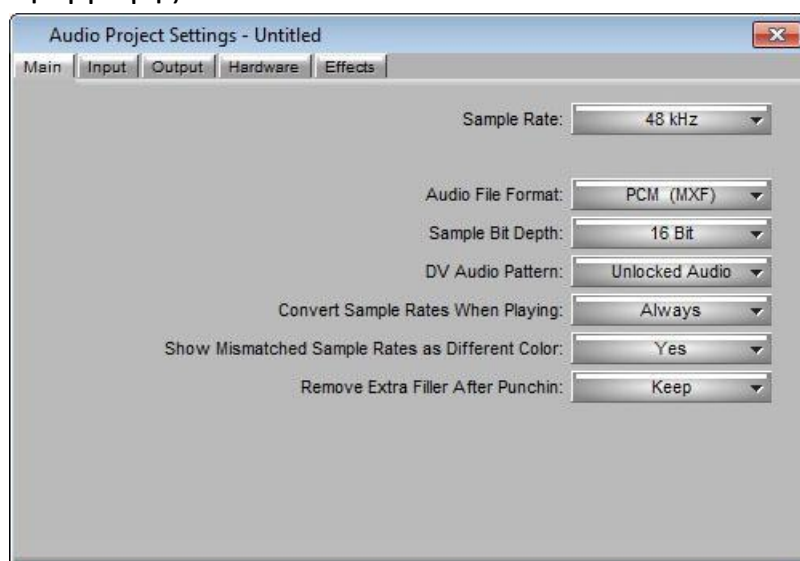 Audio Project Settings - Untitled
Main Input Output Hardware Effects
Sample Rate: 48 kHz
Audio File Format: PCM (MXF)
Sample Bit Depth: 16 Bit
DV Audio Pattern: Unlocked Audio
Convert Sample Rates When Playing: Always
Show Mismatched Sample Rates as Different Color: Yes
Remove Extra Filler After Punchin: Keep